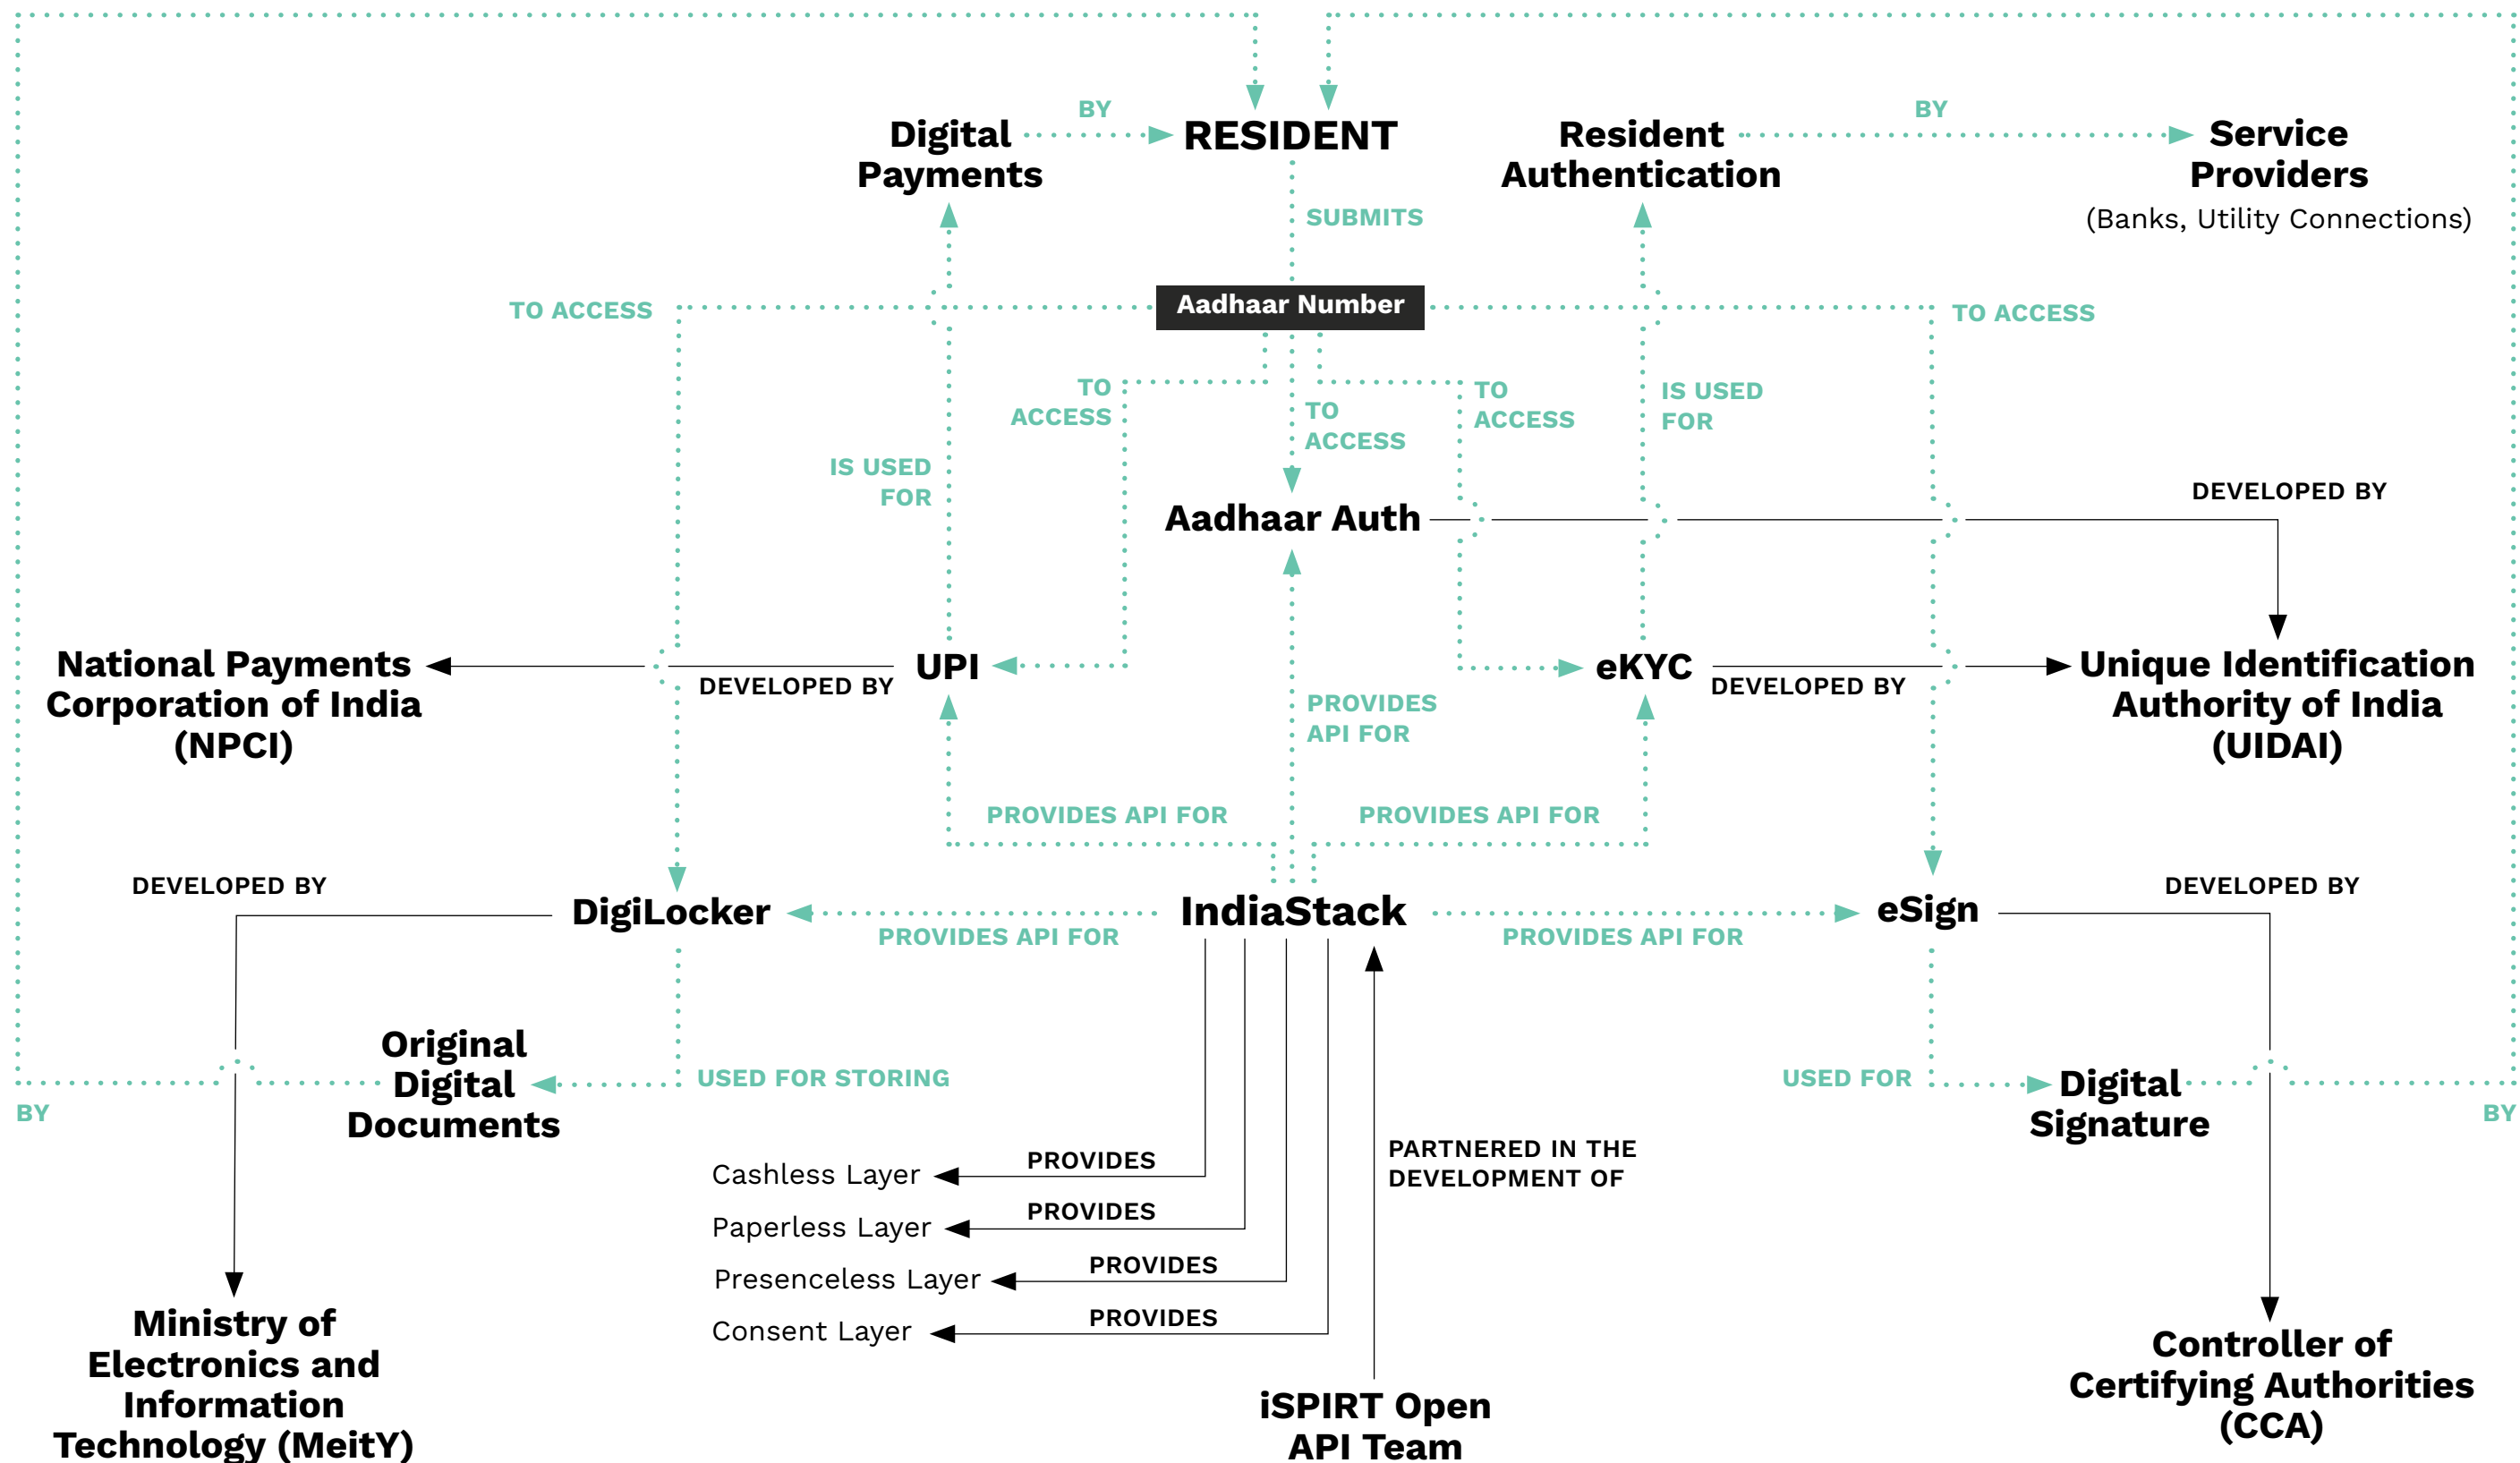 BY
BY
Digital
Payments
RESIDENT
Resident
Authentication
Service
Providers
(Banks, Utility Connections)
SUBMITS
Aadhaar Number
TO ACCESS
TO ACCESS
TO
ACCESS
TO
ACCESS
TO
ACCESS
IS USED
FOR
IS USED
FOR
DEVELOPED BY
Aadhaar Auth
National Payments
Corporation of India
(NPCI)
DEVELOPED BY
UPI
eKYC
DEVELOPED BY
Unique Identification
Authority of India
(UIDAI)
PROVIDES
API FOR
PROVIDES API FOR
PROVIDES API FOR
DEVELOPED BY
DigiLocker
PROVIDES API FOR
IndiaStack
PROVIDES API FOR
eSign
DEVELOPED BY
Original
Digital
Documents
USED FOR STORING
USED FOR
Digital
Signature
BY
BY
PARTNERED IN THE
DEVELOPMENT OF
Cashless Layer
PROVIDES
Paperless Layer
PROVIDES
Presenceless Layer
PROVIDES
Consent Layer
PROVIDES
Ministry of
Electronics and
Information
Technology (MeitY)
iSPIRT Open
API Team
Controller of
Certifying Authorities
(CCA)